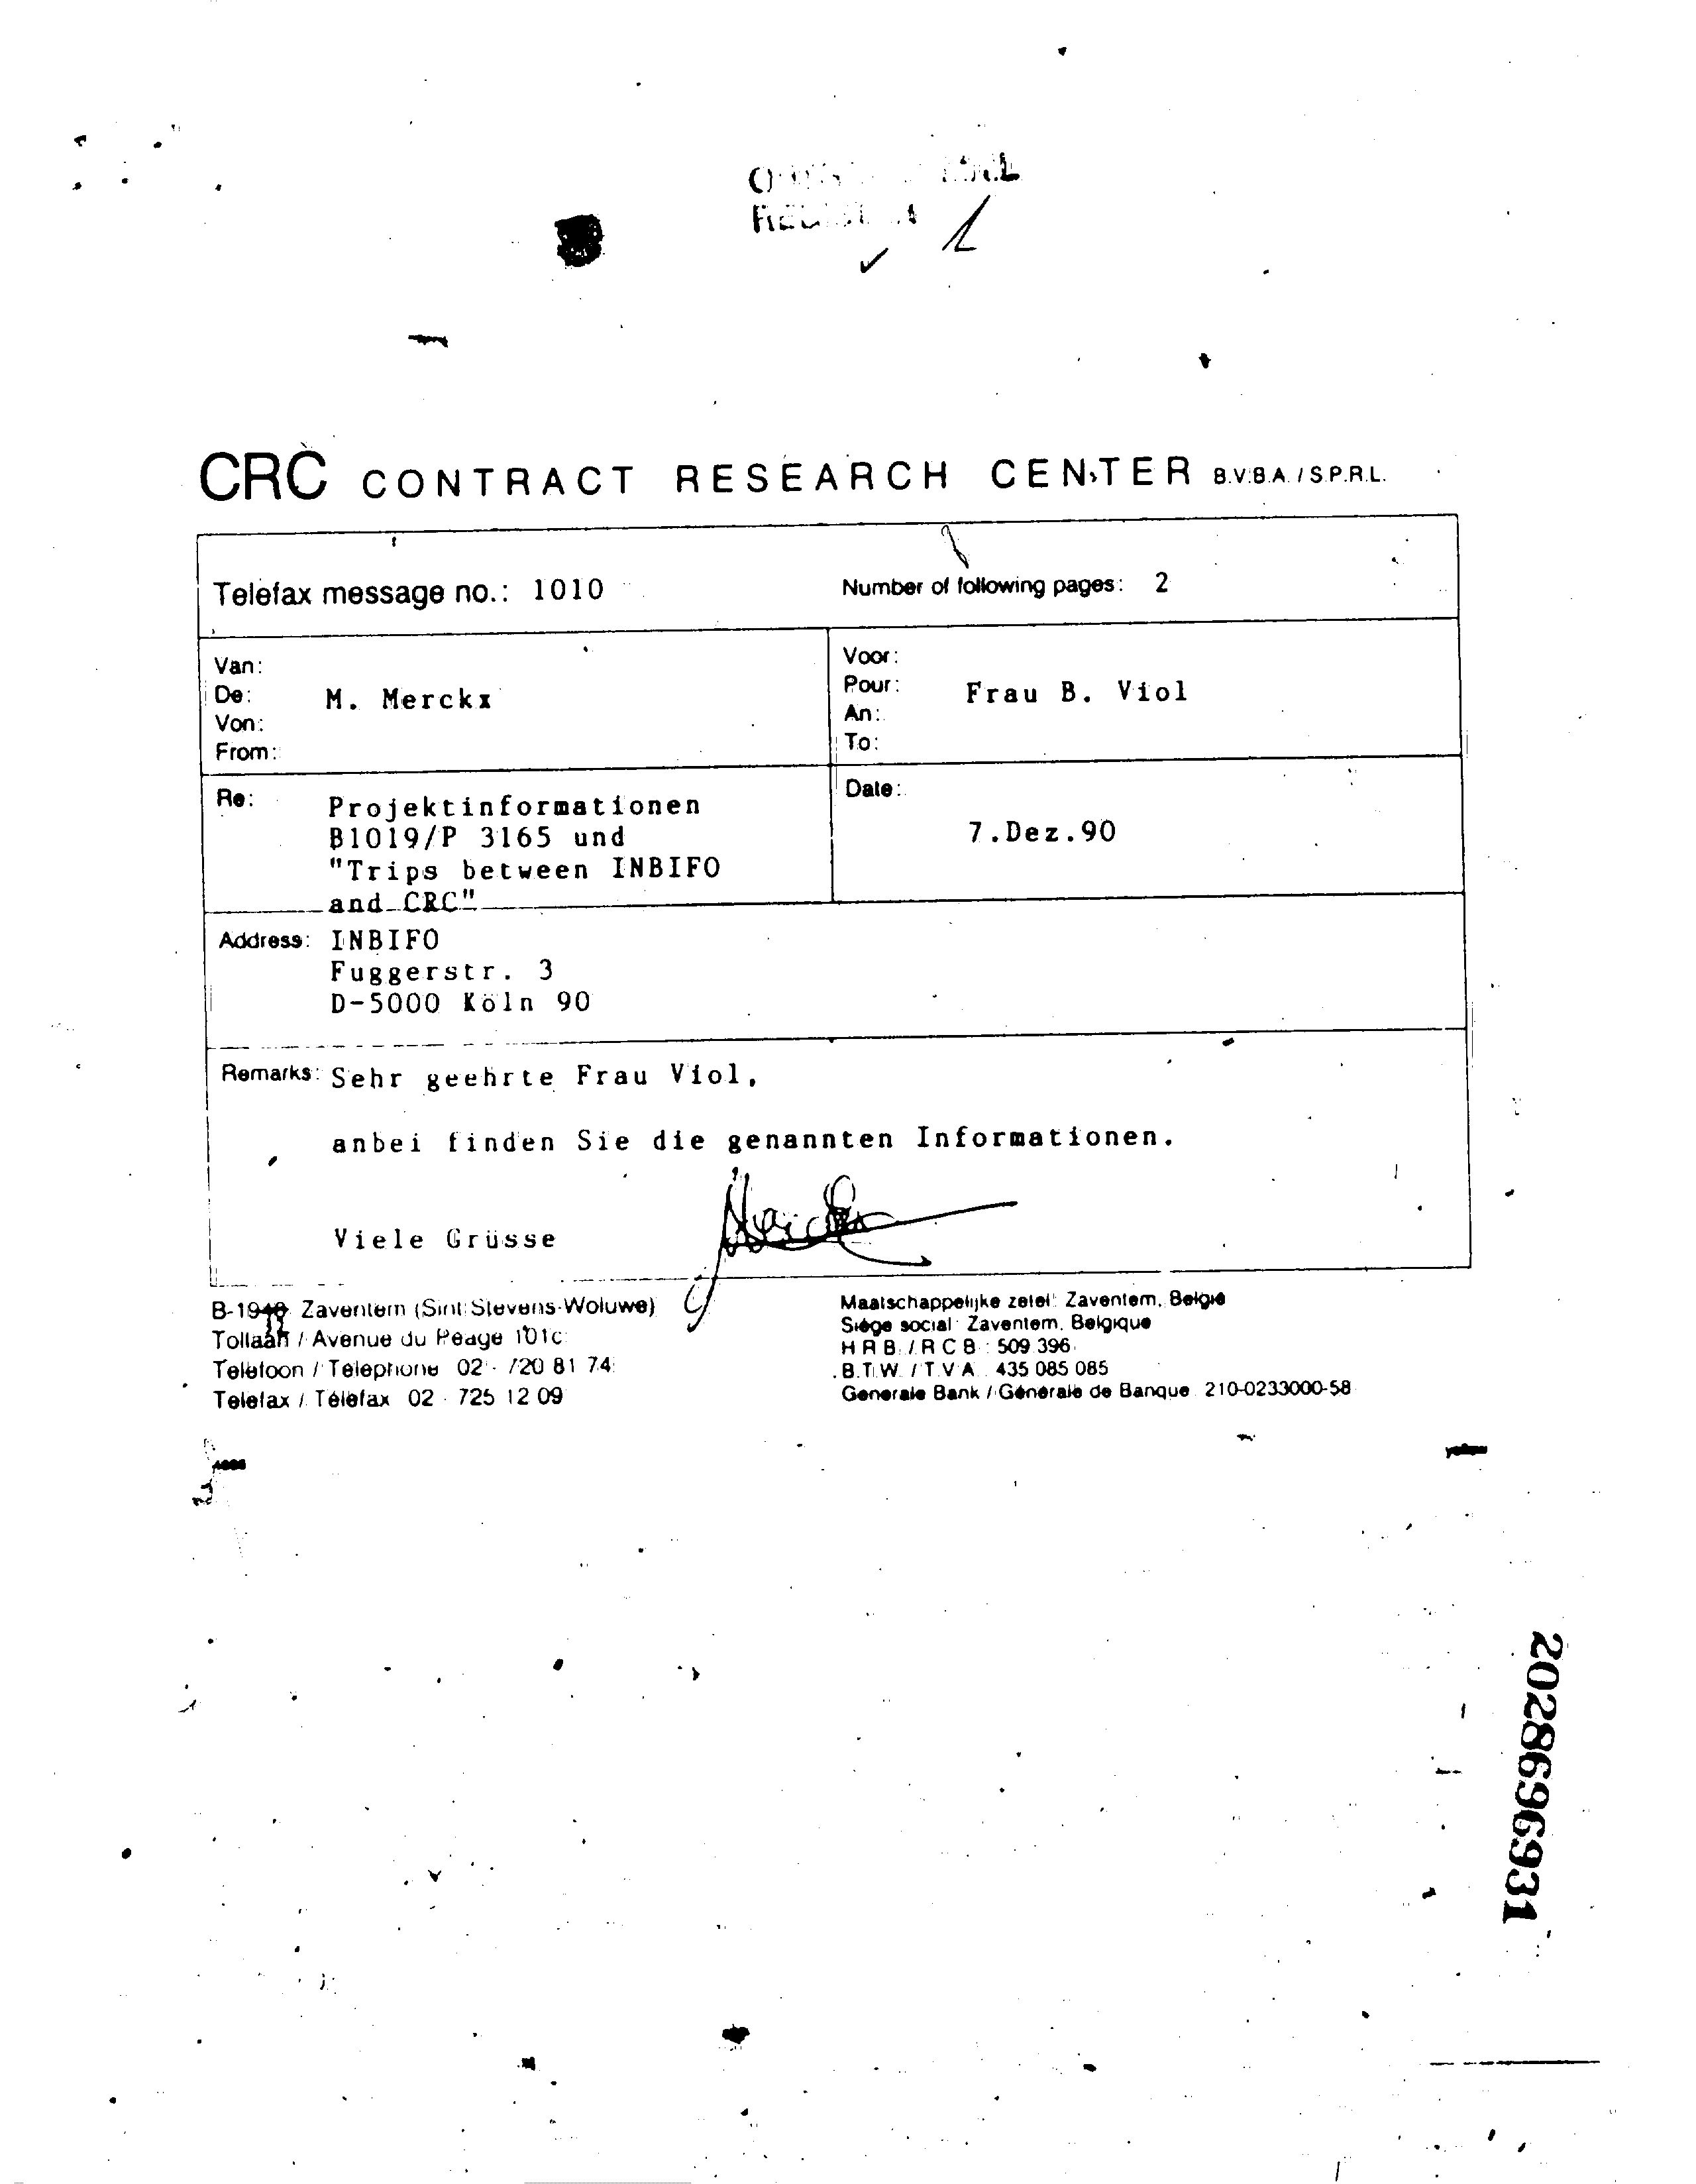 CRC CONTRACT RESEARCH CENTER B.V.B.A. / S.P.R.L.
Telefax message no.: 1010
Number of following pages: 2
Van:
De:
Von:
From:
M. Merckx
Voor:
Pour:
An:
To:
Frau B. Viol
Re: Projektinformationen
B1019/P 3165 und
"Trips between INBIFO
and CRC"
Date:
7.Dez.90
Address: INBIFO
Fuggerstr. 3
D-5000 Köln 90
Remarks: Sehr geehrte Frau Viol,
anbei finden Sie die genannten Informationen.
Viele Grüsse
Zaventem (Sint Stevens-Woluwe)
Tollaan / Avenue du Péage 101c
Telefoon / Telephone 02 - 720 81 74
Telefax / Téléfax 02 - 725 12 09
Maatschappelijke zetel: Zaventem, België
Siège social: Zaventem, Belgique
H R B / R C B : 509 396
B.T.W. / T.V.A. 435 085 085
Generale Bank / Générale de Banque 210-0233000-58
yellow
2028696931